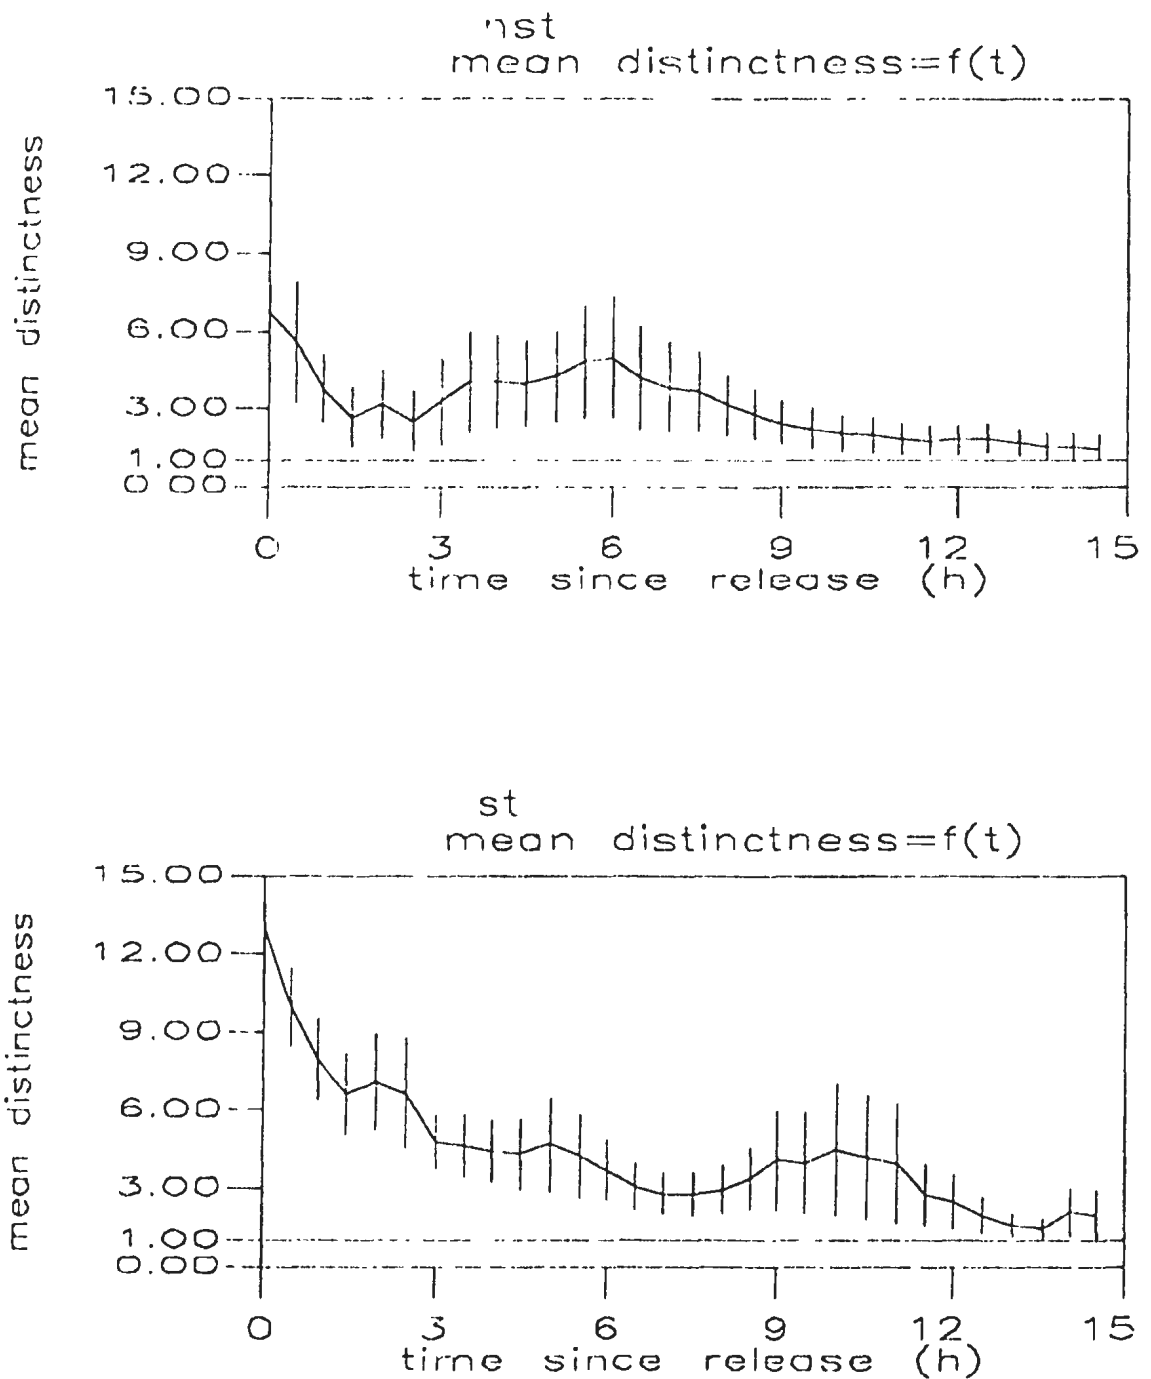 nst
mean distinctness=f(t)
15.00
12.00
9.00
6.00
3.00
1.00
0.00
mean distinctness
0 3 6 9 12 15
time since release (h)
st
mean distinctness=f(t)
15.00
12.00
9.00
6.00
3.00
1.00
0.00
mean distinctness
0 3 6 9 12 15
time since release (h)